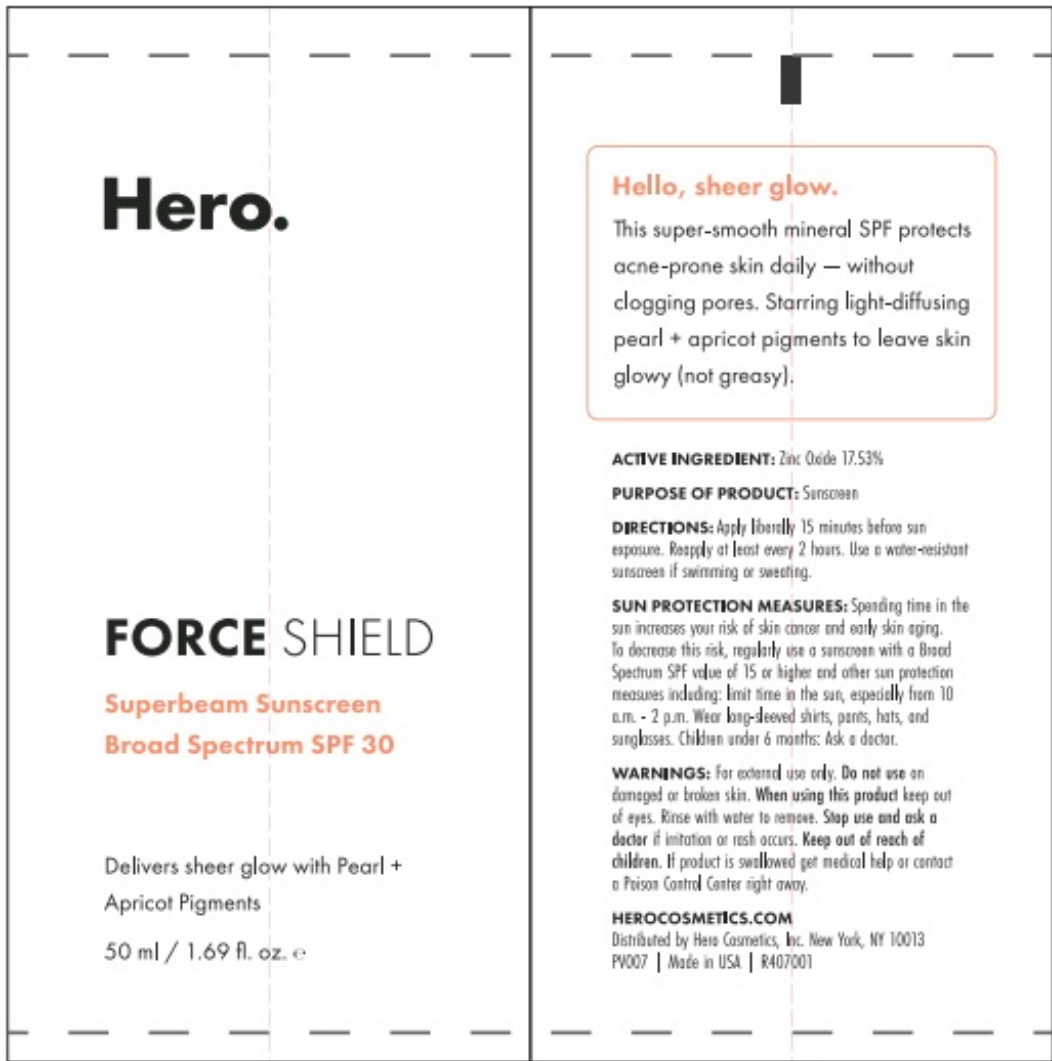 Hero.
FORCE SHIELD
Superbeam Sunscreen
Broad Spectrum SPF 30
Delivers sheer glow with Pearl +
Apricot Pigments
50 ml / 1.69 fl. oz. ℮
Hello, sheer glow.
This super-smooth mineral SPF protects
acne-prone skin daily — without
clogging pores. Starring light-diffusing
pearl + apricot pigments to leave skin
glowy (not greasy).
ACTIVE INGREDIENT: Zinc Oxide 17.53%
PURPOSE OF PRODUCT: Sunscreen
DIRECTIONS: Apply liberally 15 minutes before sun
exposure. Reapply at least every 2 hours. Use a water-resistant
sunscreen if swimming or sweating.
SUN PROTECTION MEASURES: Spending time in the
sun increases your risk of skin cancer and early skin aging.
To decrease this risk, regularly use a sunscreen with a Broad
Spectrum SPF value of 15 or higher and other sun protection
measures including: limit time in the sun, especially from 10
a.m. - 2 p.m. Wear long-sleeved shirts, pants, hats, and
sunglasses. Children under 6 months: Ask a doctor.
WARNINGS: For external use only. Do not use on
damaged or broken skin. When using this product keep out
of eyes. Rinse with water to remove. Stop use and ask a
doctor if irritation or rash occurs. Keep out of reach of
children. If product is swallowed get medical help or contact
a Poison Control Center right away.
HEROCOSMETICS.COM
Distributed by Hero Cosmetics, Inc. New York, NY 10013
PV007 | Made in USA | R407001